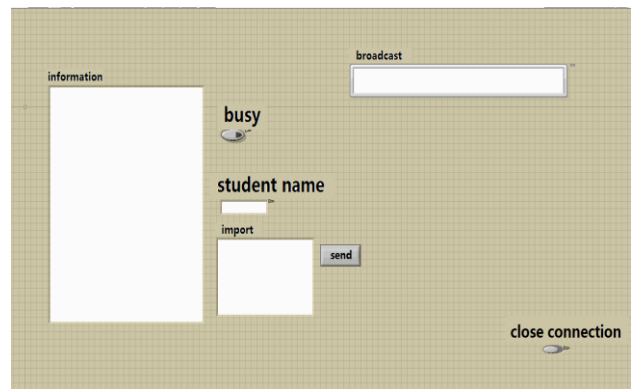 broadcast
information
busy
student name
import
send
close connection